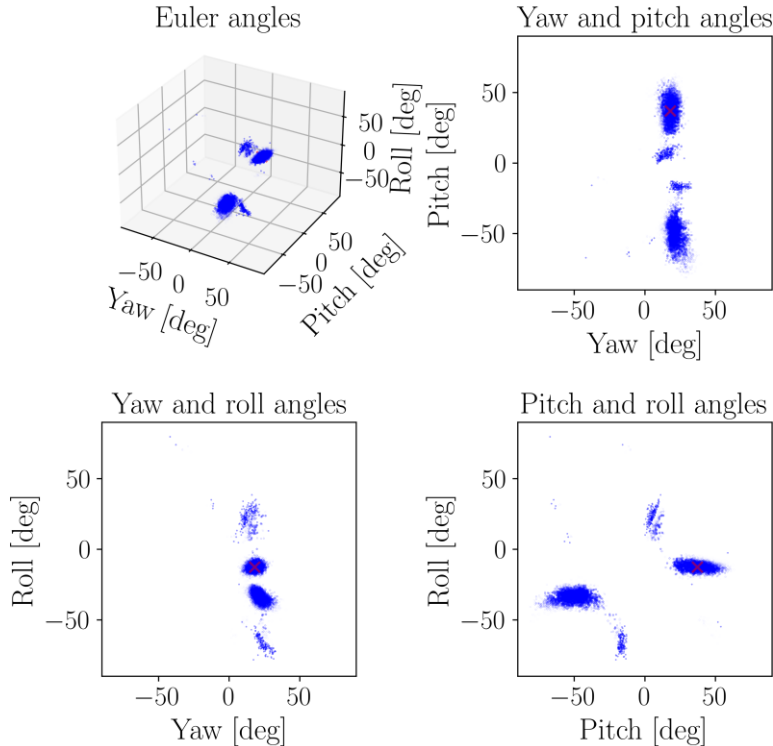 Euler angles
50
0
−50
Roll [deg]
−50
0
50
Yaw [deg]
−50
0
50
Pitch [deg]
Yaw and pitch angles
50
0
−50
Pitch [deg]
−50
0
50
Yaw [deg]
Yaw and roll angles
50
0
−50
Roll [deg]
−50
0
50
Yaw [deg]
Pitch and roll angles
50
0
−50
Roll [deg]
−50
0
50
Pitch [deg]